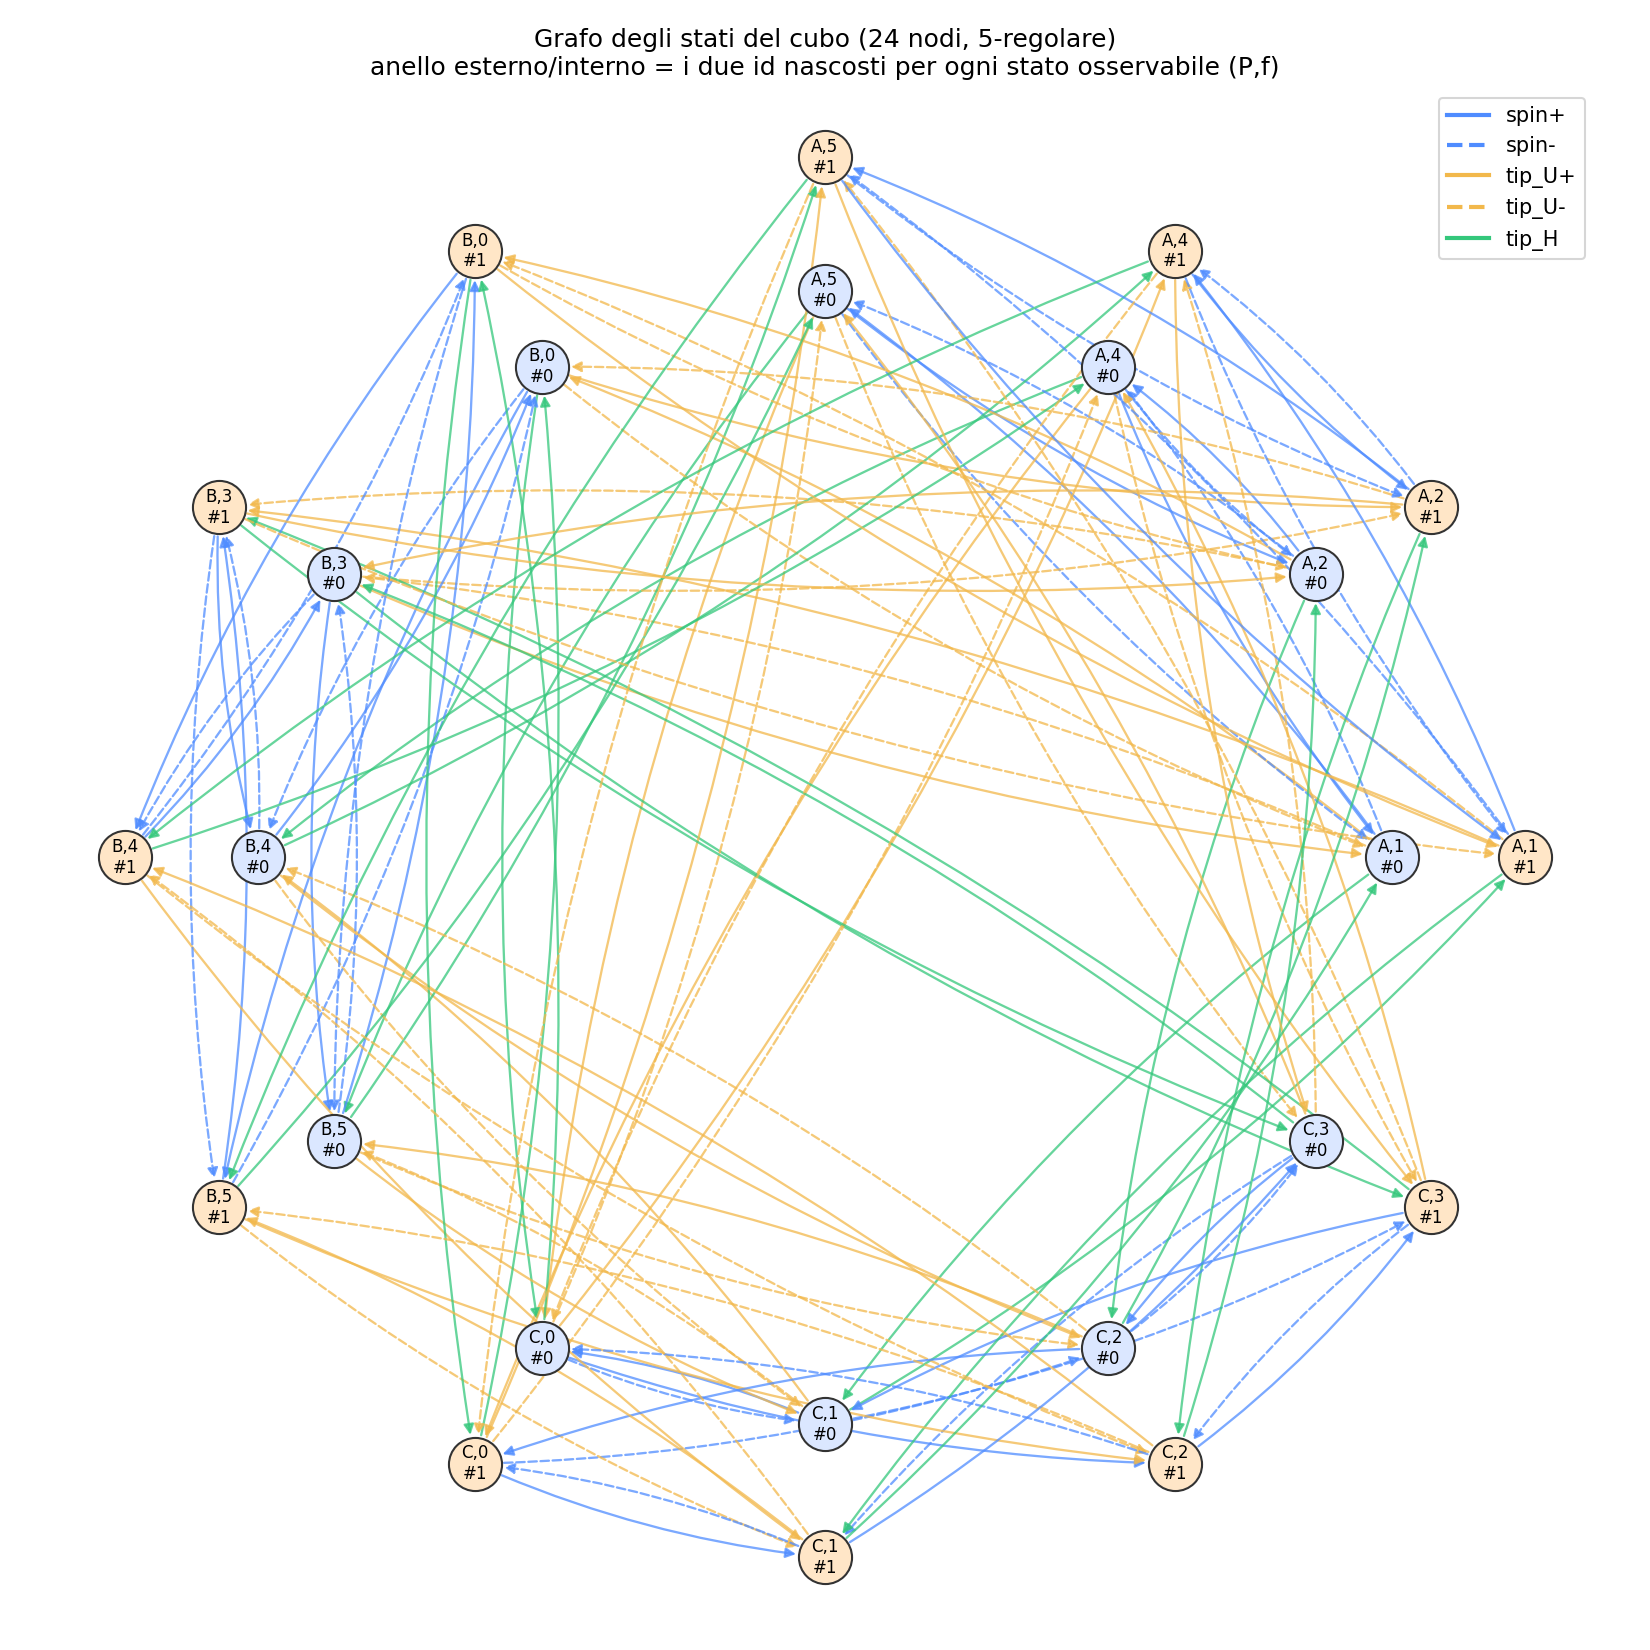 Grafo degli stati del cubo (24 nodi, 5-regolare)
anello esterno/interno = i due id nascosti per ogni stato osservabile (P,f)
spin+
spin-
tip_U+
tip_U-
tip_H
A,5
#1
B,0
#1
A,4
#1
A,5
#0
B,0
#0
A,4
#0
B,3
#1
A,2
#1
B,3
#0
A,2
#0
B,4
#1
B,4
#0
A,1
#0
A,1
#1
B,5
#0
C,3
#0
B,5
#1
C,3
#1
C,0
#0
C,2
#0
C,1
#0
C,0
#1
C,2
#1
C,1
#1